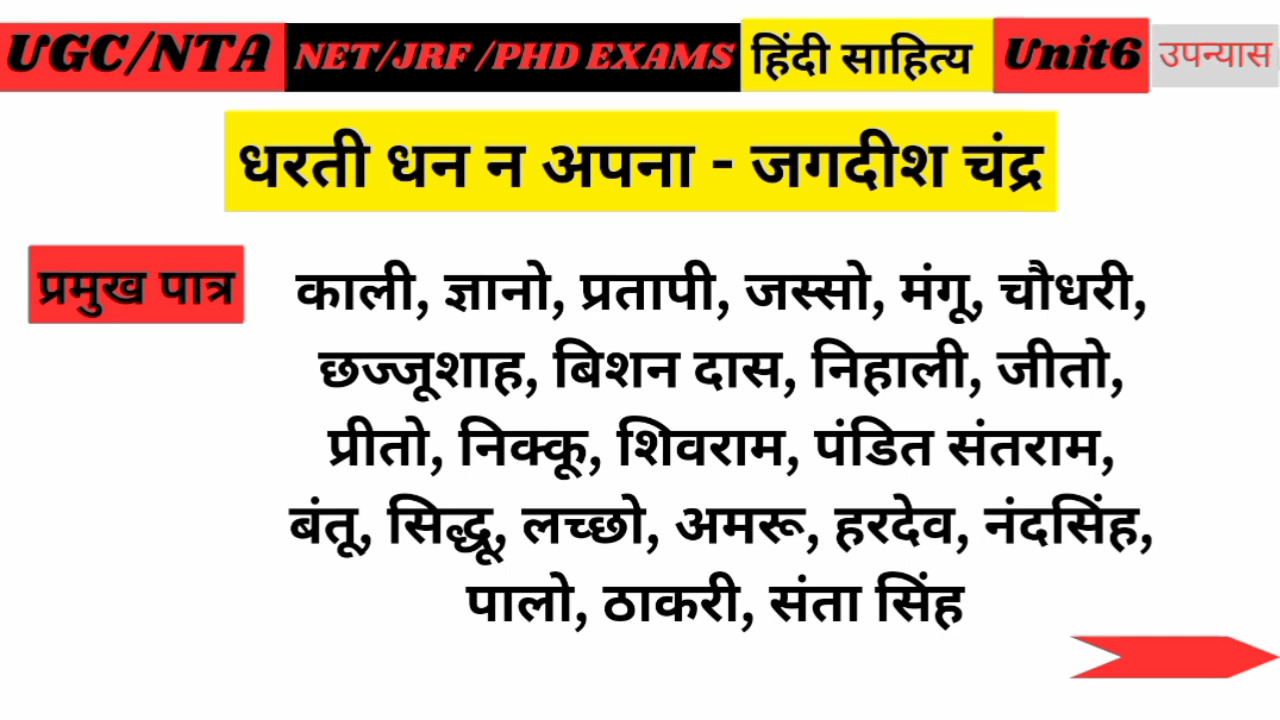 UGC/NTA NET/JRF /PHD EXAMS हिंदी साहित्य Unit6 उपन्यास
धरती धन न अपना - जगदीश चंद्र
प्रमुख पात्र
काली, ज्ञानो, प्रतापी, जस्सो, मंगू, चौधरी,
छज्जूशाह, बिशन दास, निहाली, जीतो,
प्रीतो, निक्कू, शिवराम, पंडित संतराम,
बंतू, सिद्धू, लच्छो, अमरू, हरदेव, नंदसिंह,
पालो, ठाकरी, संता सिंह